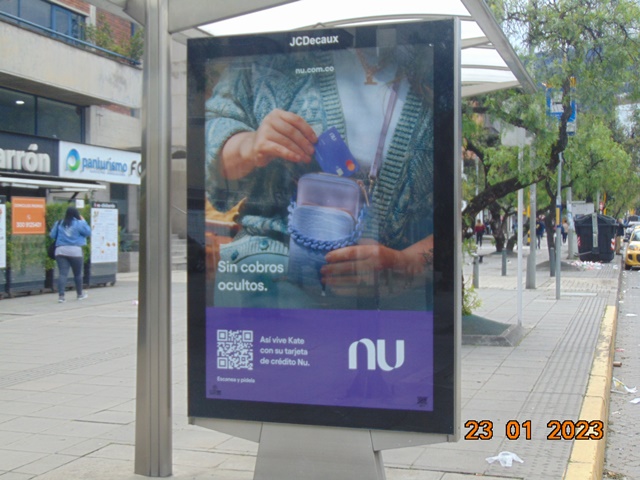 JCDecaux
nu.com.co
arrón
panturismo
Sin cobros
ocultos.
Así vive Kate
con su tarjeta
de crédito Nu.
nu
Escanea y pídela
23 01 2023